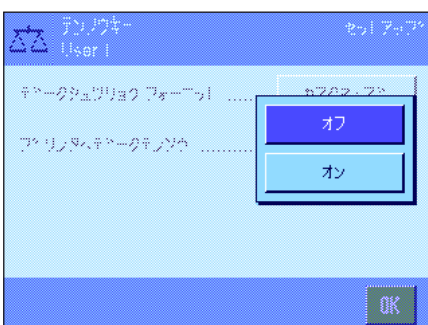 テンソウキー
セットアップ
User 1
データシュツリョク フォーマット .....
オフ
プリンタヘデータテンソウ .........
オン
OK